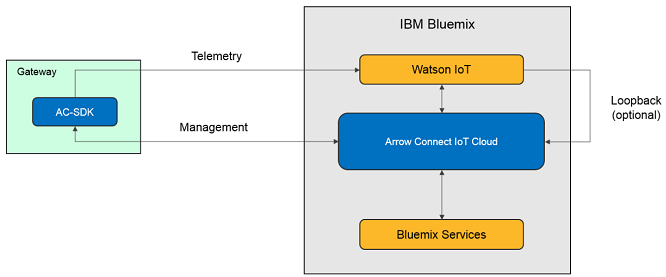 IBM Bluemix
Gateway
Telemetry
Watson IoT
AC-SDK
Loopback
(optional)
Management
Arrow Connect IoT Cloud
Bluemix Services